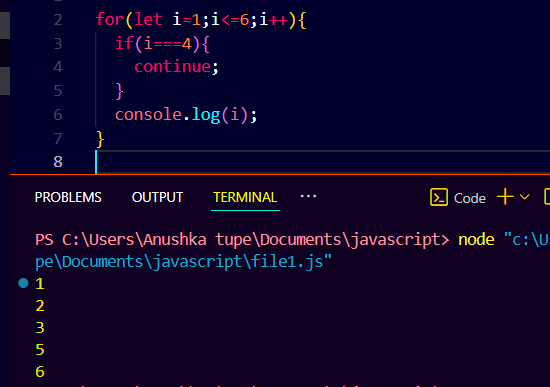 2 for(let i=1;i<=6;i++){
3 if(i===4){
4 continue;
5 }
6 console.log(i);
7 }
8
PROBLEMS OUTPUT TERMINAL ··· Code
PS C:\Users\Anushka tupe\Documents\javascript> node "c:\Us
pe\Documents\javascript\file1.js"
1
2
3
5
6